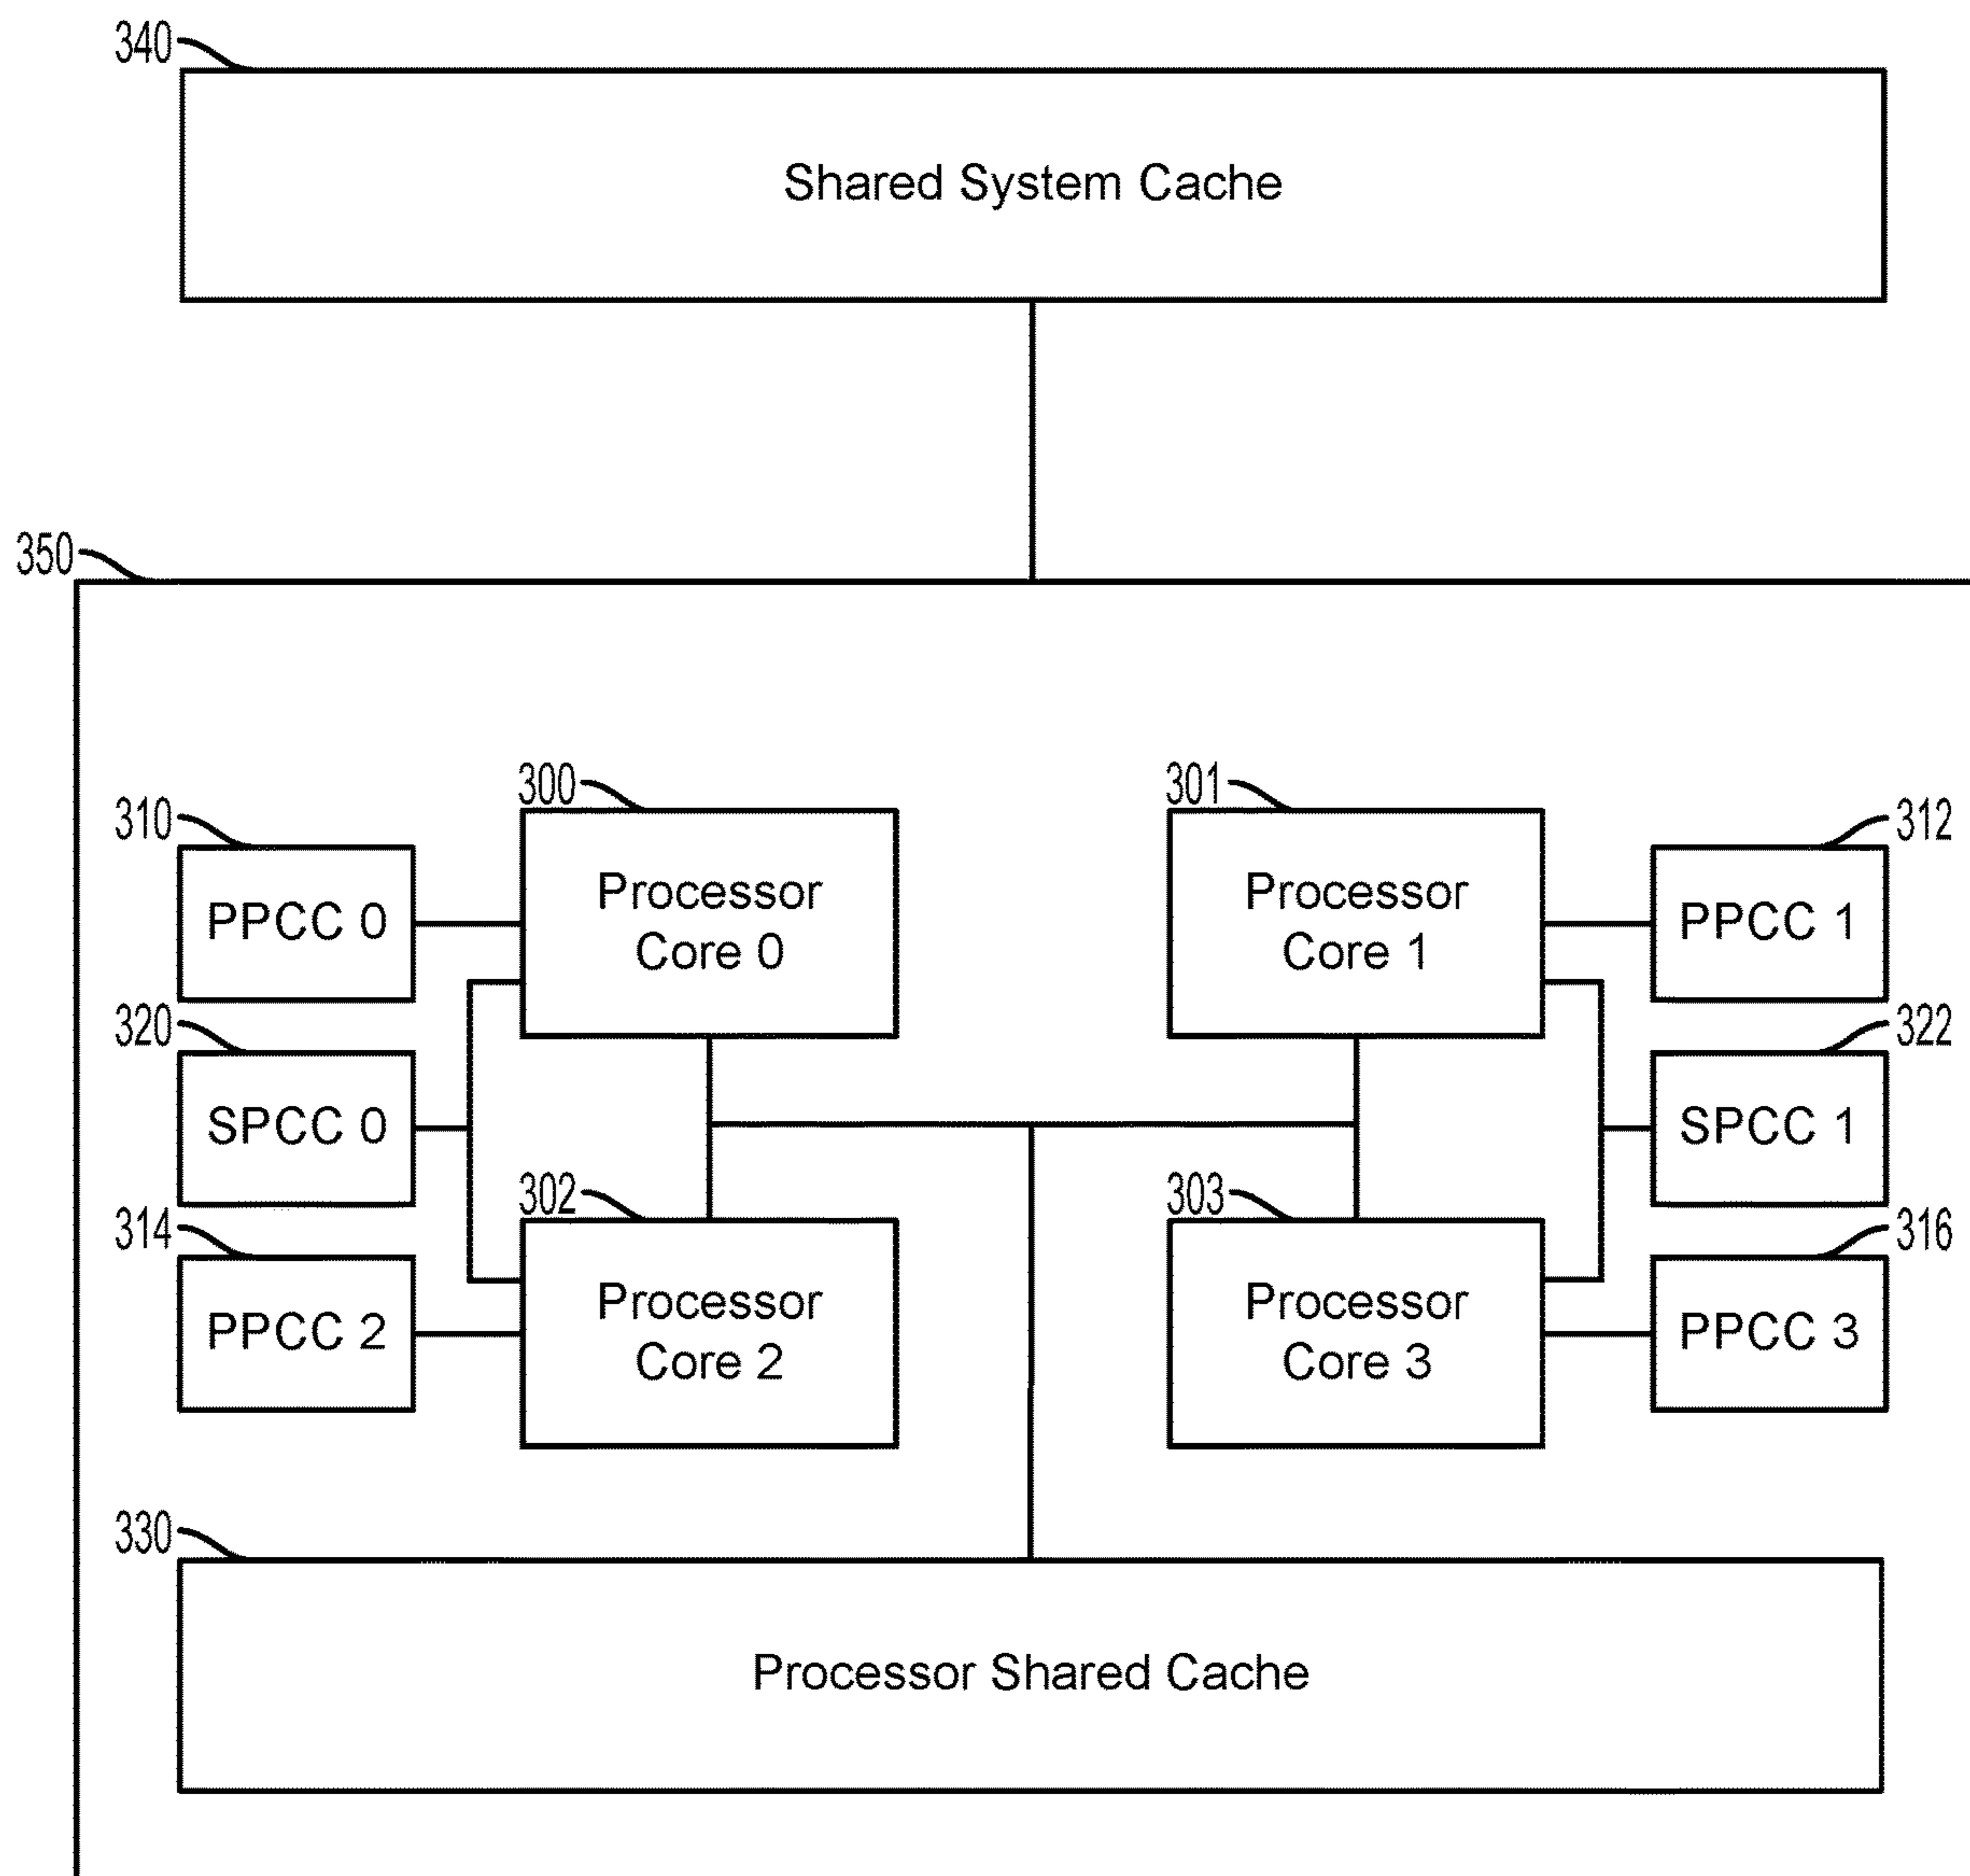 340
Shared System Cache
350
300
301
310
312
PPCC 0
Processor
Core 0
Processor
Core 1
PPCC 1
320
322
SPCC 0
SPCC 1
302
303
314
316
PPCC 2
Processor
Core 2
Processor
Core 3
PPCC 3
330
Processor Shared Cache